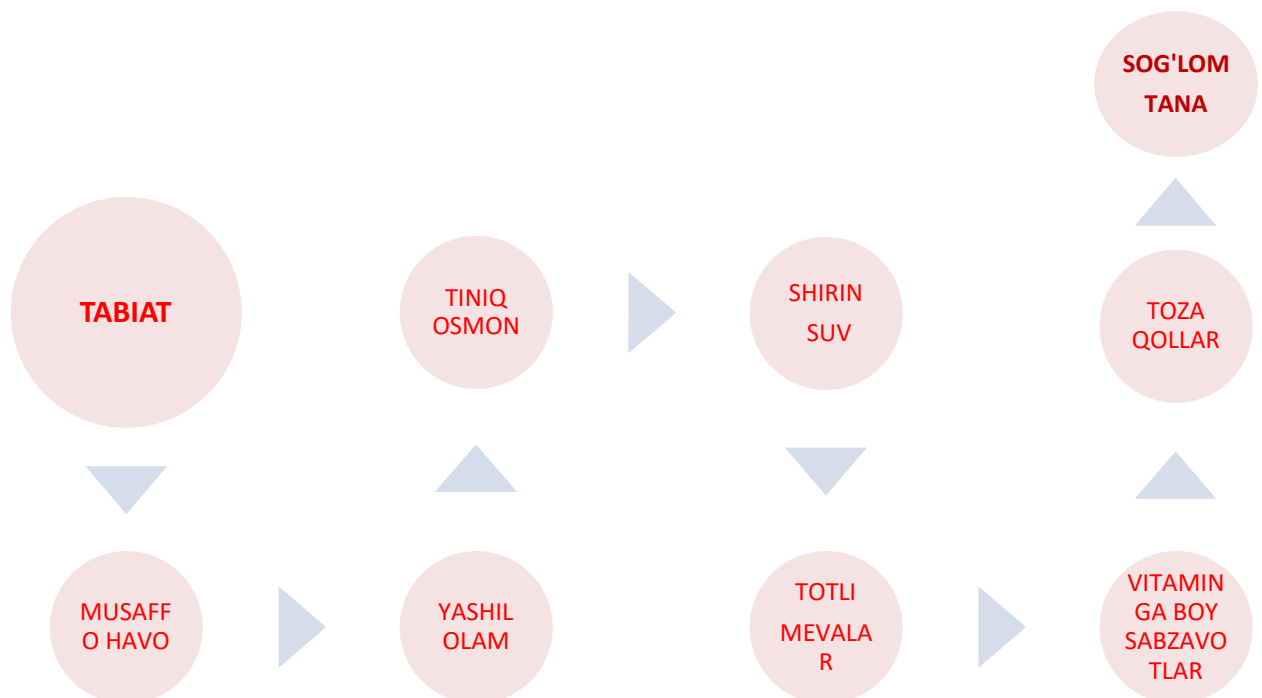 TABIAT
MUSAFF
O HAVO
YASHIL
OLAM
TINIQ
OSMON
SHIRIN
SUV
TOTLI
MEVALA
R
VITAMIN
GA BOY
SABZAVO
TLAR
TOZA
QOLLAR
SOG'LOM
TANA